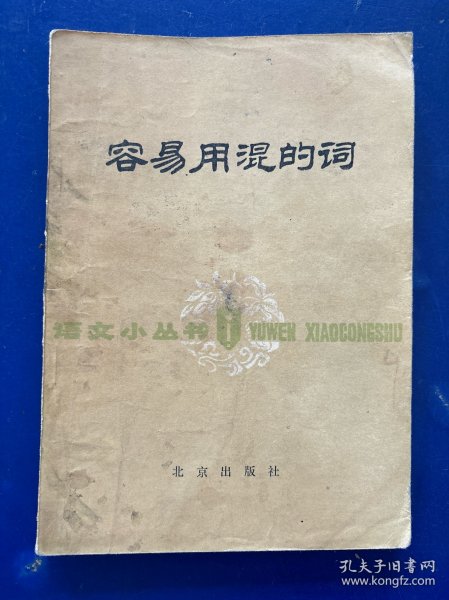 容易用混的词
语文小丛书 YUWEN XIAOCONGSHU
北京出版社
孔夫子旧书网
www.kongfz.com